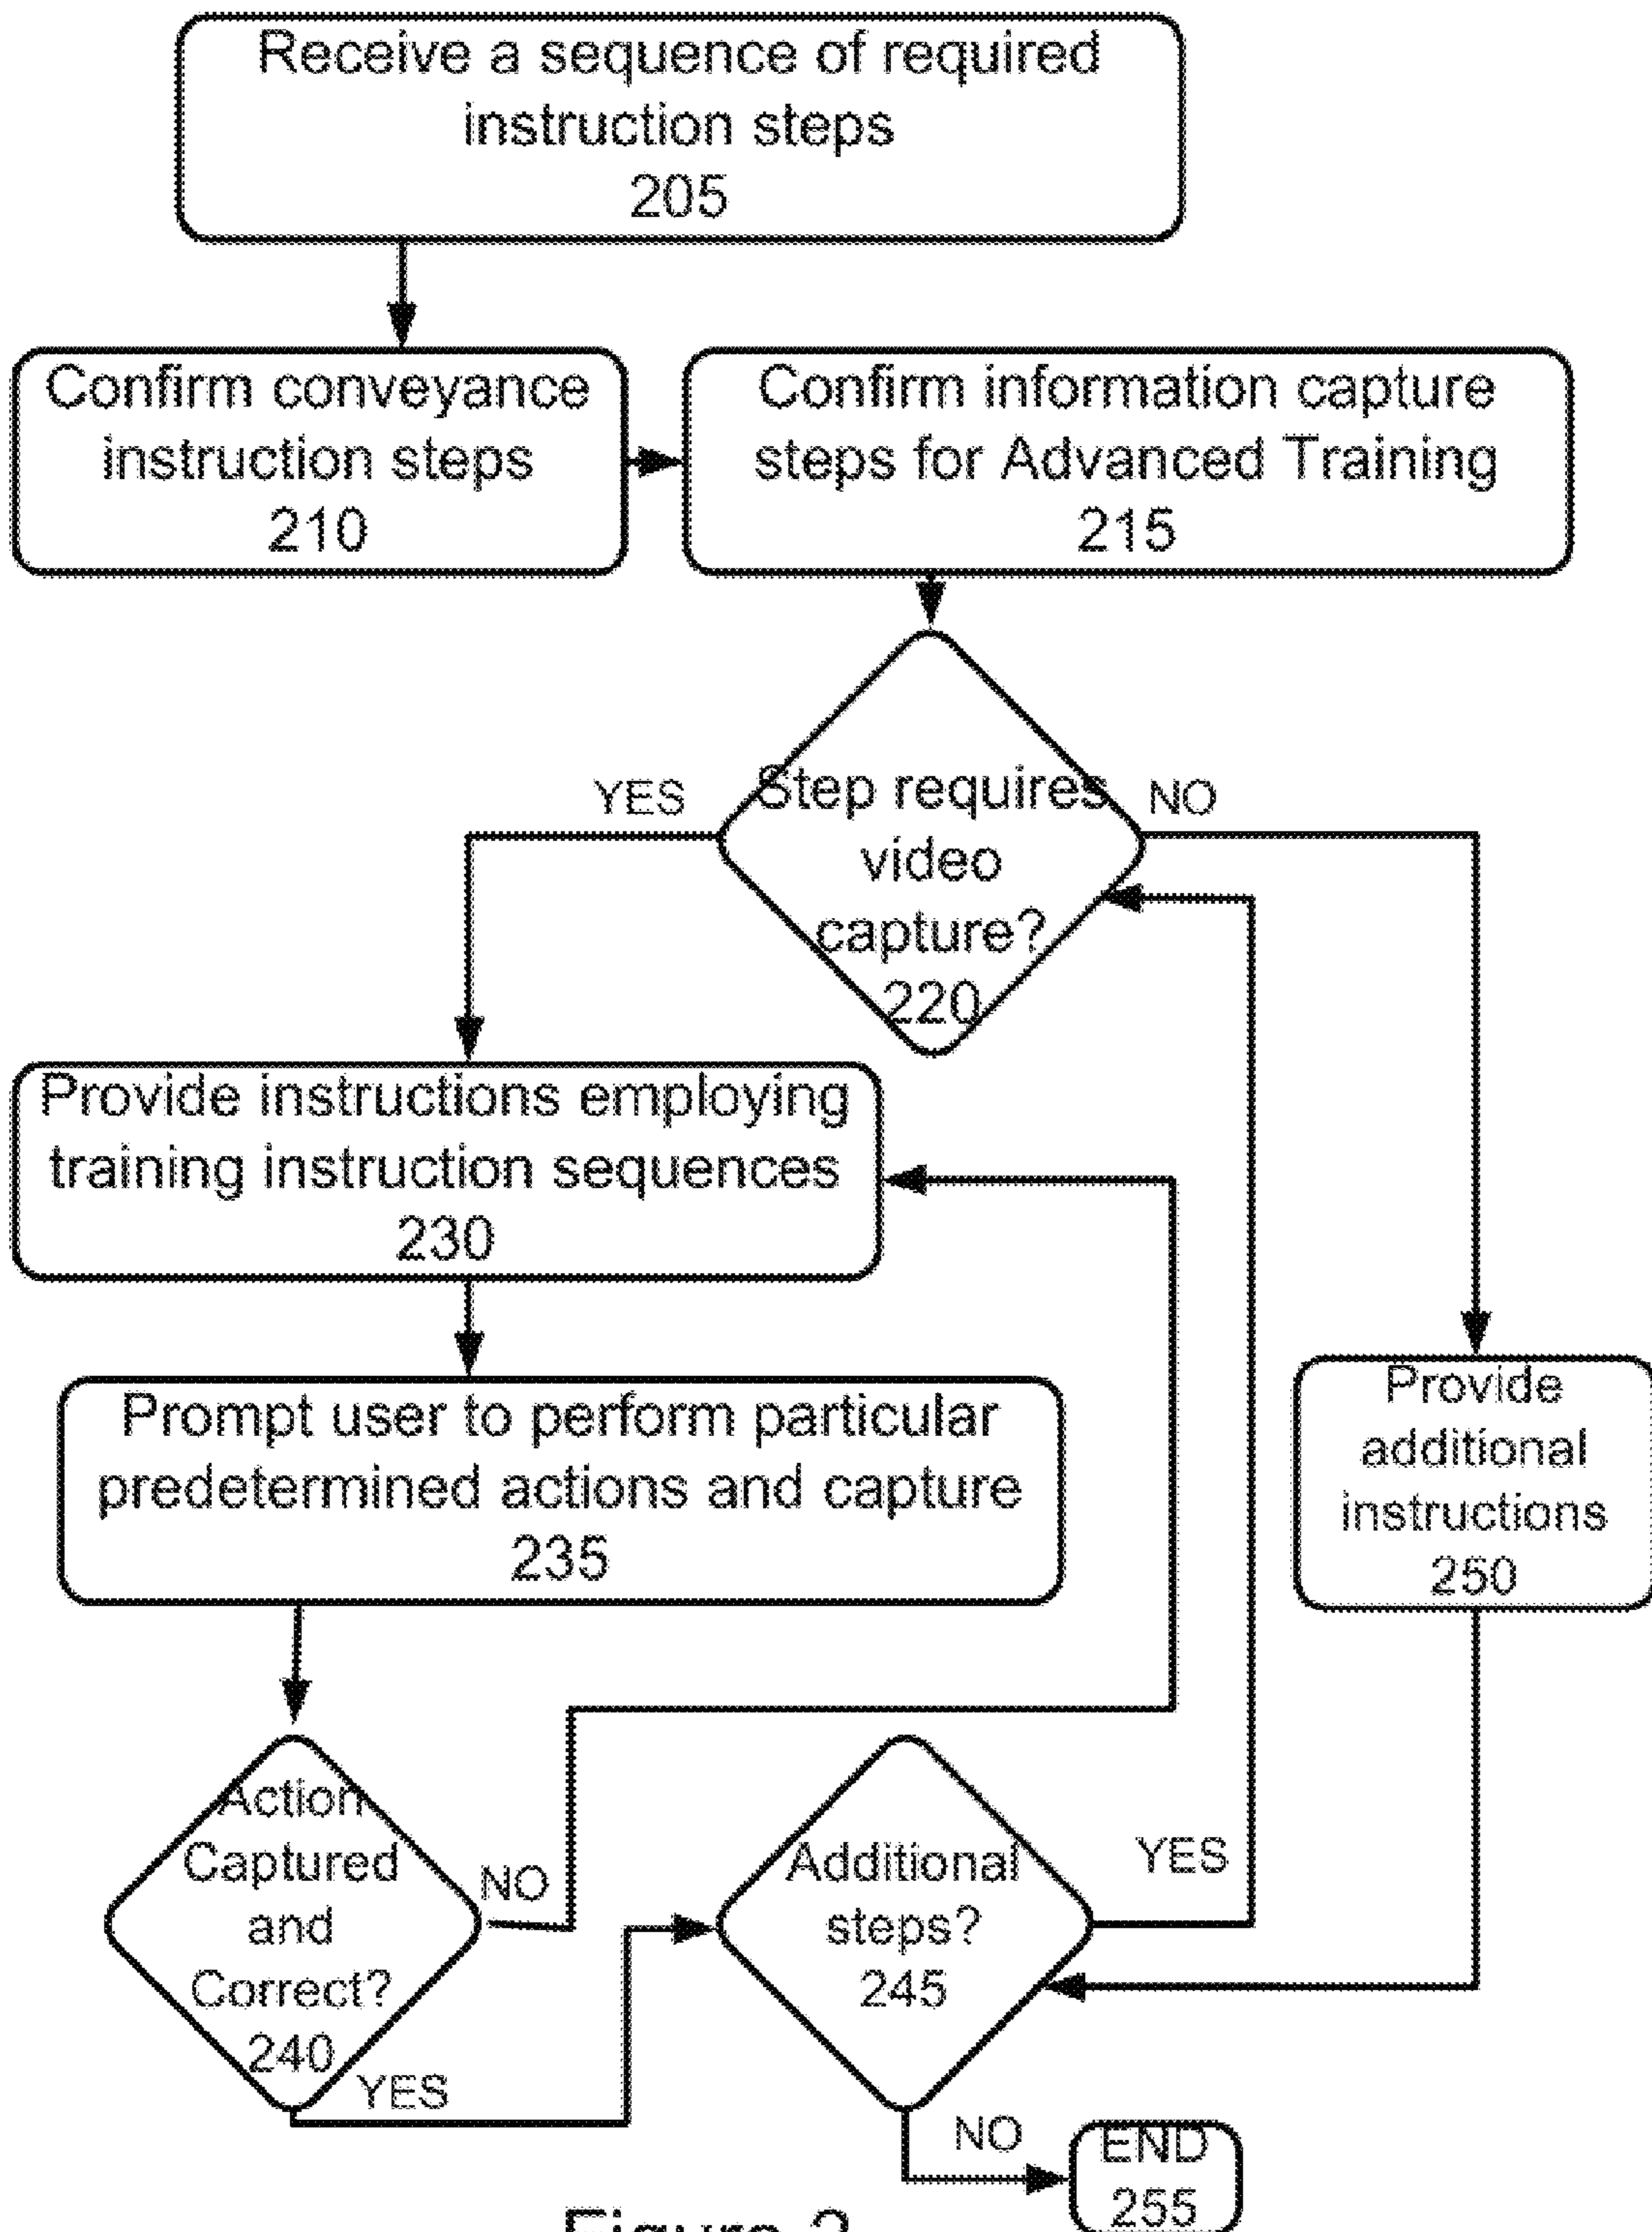 Receive a sequence of required
instruction steps
205
Confirm conveyance
instruction steps
210
Confirm information capture
steps for Advanced Training
215
Step requires
video
capture?
220
YES
NO
Provide instructions employing
training instruction sequences
230
Prompt user to perform particular
predetermined actions and capture
235
Provide
additional
instructions
250
Action
Captured
and
Correct?
240
NO
YES
Additional
steps?
245
YES
NO
END
255
Figure 2